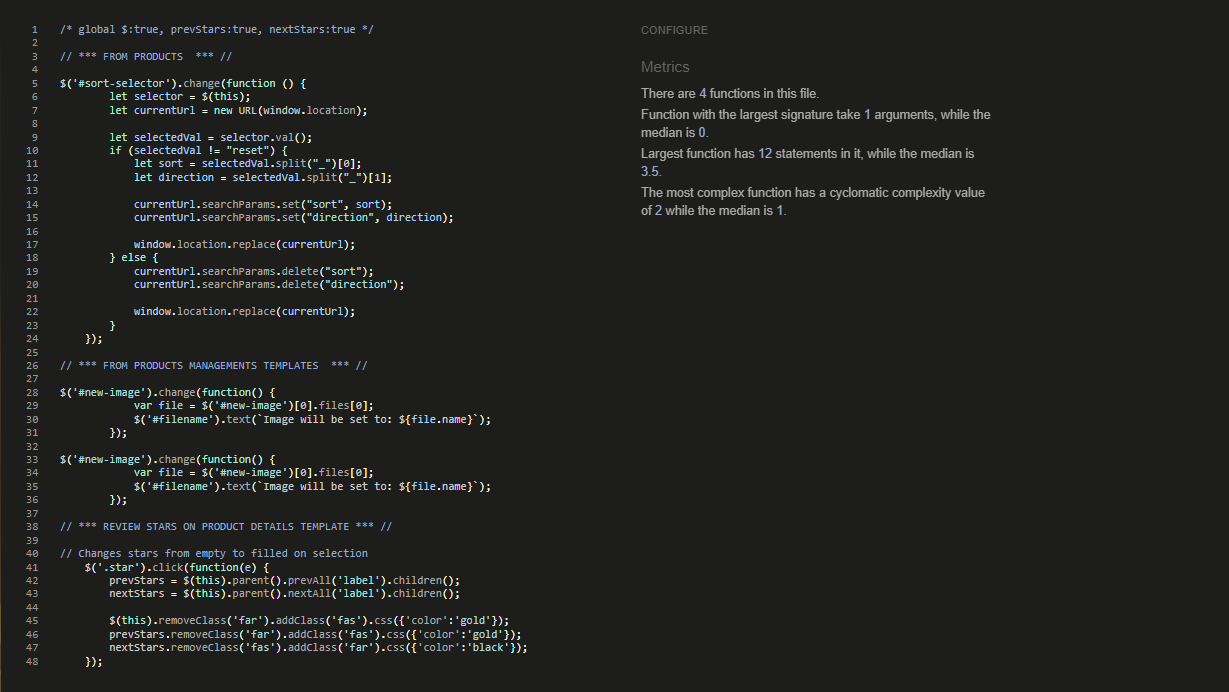 1 /* global $:true, prevStars:true, nextStars:true */
2
3 // *** FROM PRODUCTS  *** //
4
5 $('#sort-selector').change(function () {
6         let selector = $(this);
7         let currentUrl = new URL(window.location);
8
9         let selectedVal = selector.val();
10         if (selectedVal != "reset") {
11             let sort = selectedVal.split("_")[0];
12             let direction = selectedVal.split("_")[1];
13
14             currentUrl.searchParams.set("sort", sort);
15             currentUrl.searchParams.set("direction", direction);
16
17             window.location.replace(currentUrl);
18         } else {
19             currentUrl.searchParams.delete("sort");
20             currentUrl.searchParams.delete("direction");
21
22             window.location.replace(currentUrl);
23         }
24     });
25
26 // *** FROM PRODUCTS MANAGEMENTS TEMPLATES  *** //
27
28 $('#new-image').change(function() {
29             var file = $('#new-image')[0].files[0];
30             $('#filename').text(`Image will be set to: ${file.name}`);
31         });
32
33 $('#new-image').change(function() {
34             var file = $('#new-image')[0].files[0];
35             $('#filename').text(`Image will be set to: ${file.name}`);
36         });
37
38 // *** REVIEW STARS ON PRODUCT DETAILS TEMPLATE *** //
39
40 // Changes stars from empty to filled on selection
41     $('.star').click(function(e) {
42         prevStars = $(this).parent().prevAll('label').children();
43         nextStars = $(this).parent().nextAll('label').children();
44
45         $(this).removeClass('far').addClass('fas').css({'color':'gold'});
46         prevStars.removeClass('far').addClass('fas').css({'color':'gold'});
47         nextStars.removeClass('fas').addClass('far').css({'color':'black'});
48     });
CONFIGURE
Metrics
There are 4 functions in this file.
Function with the largest signature take 1 arguments, while the
median is 0.
Largest function has 12 statements in it, while the median is
3.5.
The most complex function has a cyclomatic complexity value
of 2 while the median is 1.